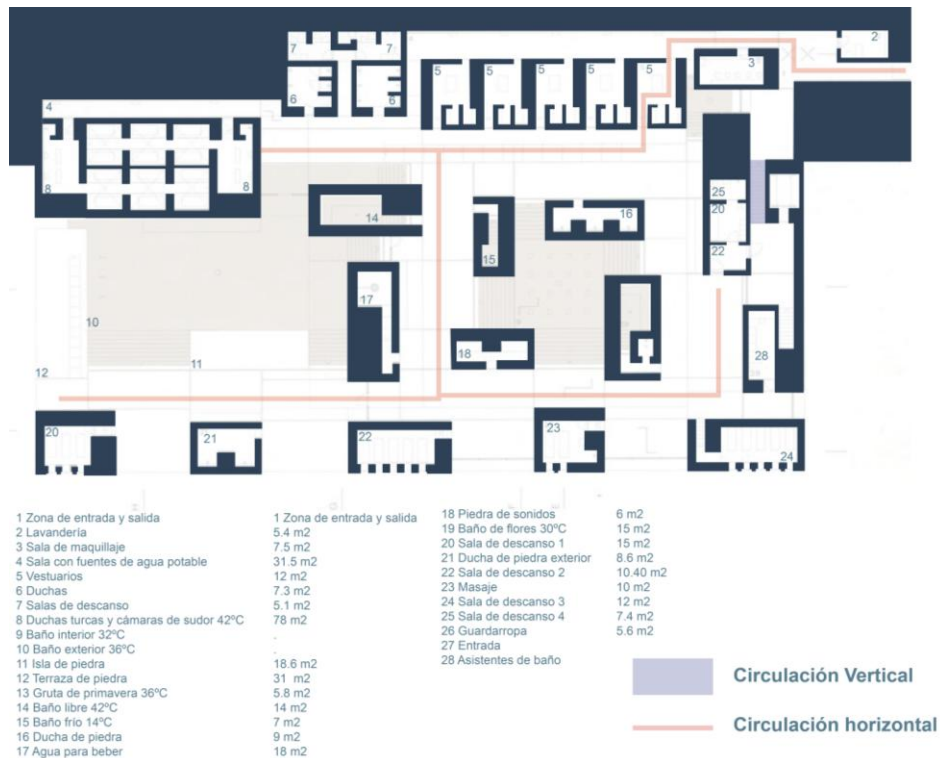 7
7
2
5
5
5
5
5
3
6
6
4
8
8
25
20
14
16
22
15
17
10
18
28
11
12
20
21
22
23
24
1 Zona de entrada y salida 1 Zona de entrada y salida
2 Lavandería 5.4 m2
3 Sala de maquillaje 7.5 m2
4 Sala con fuentes de agua potable 31.5 m2
5 Vestuarios 12 m2
6 Duchas 7.3 m2
7 Salas de descanso 5.1 m2
8 Duchas turcas y cámaras de sudor 42ºC 78 m2
9 Baño interior 32ºC .
10 Baño exterior 36ºC .
11 Isla de piedra 18.6 m2
12 Terraza de piedra 31 m2
13 Gruta de primavera 36ºC 5.8 m2
14 Baño libre 42ºC 14 m2
15 Baño frío 14ºC 7 m2
16 Ducha de piedra 9 m2
17 Agua para beber 18 m2
18 Piedra de sonidos 6 m2
19 Baño de flores 30ºC 15 m2
20 Sala de descanso 1 15 m2
21 Ducha de piedra exterior 8.6 m2
22 Sala de descanso 2 10.40 m2
23 Masaje 10 m2
24 Sala de descanso 3 12 m2
25 Sala de descanso 4 7.4 m2
26 Guardarropa 5.6 m2
27 Entrada
28 Asistentes de baño
Circulación Vertical
Circulación horizontal